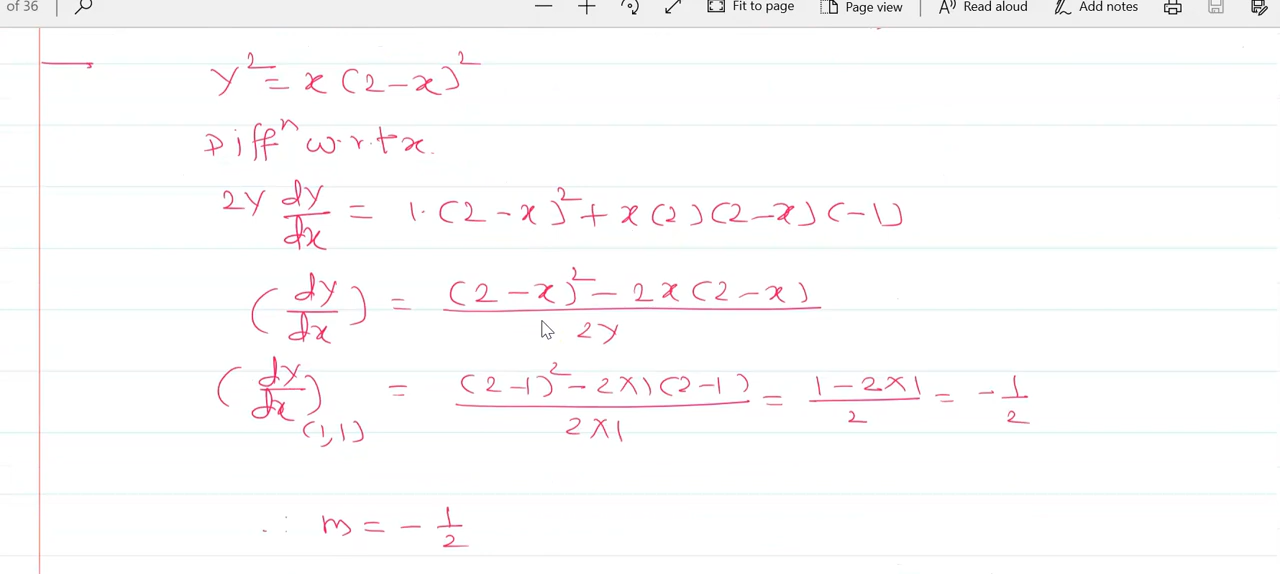 of 36 Fit to page Page view Read aloud Add notes
y² = x (2-x)²
Diffⁿ w.r.t x.
2y dy/dx = 1. (2-x)² + x(2)(2-x)(-1)
(dy/dx) = ((2-x)² - 2x(2-x))/2y
(dy/dx)(1,1) = ((2-1)² - 2×1(2-1))/2×1 = (1-2×1)/2 = -1/2
∴ m = -1/2